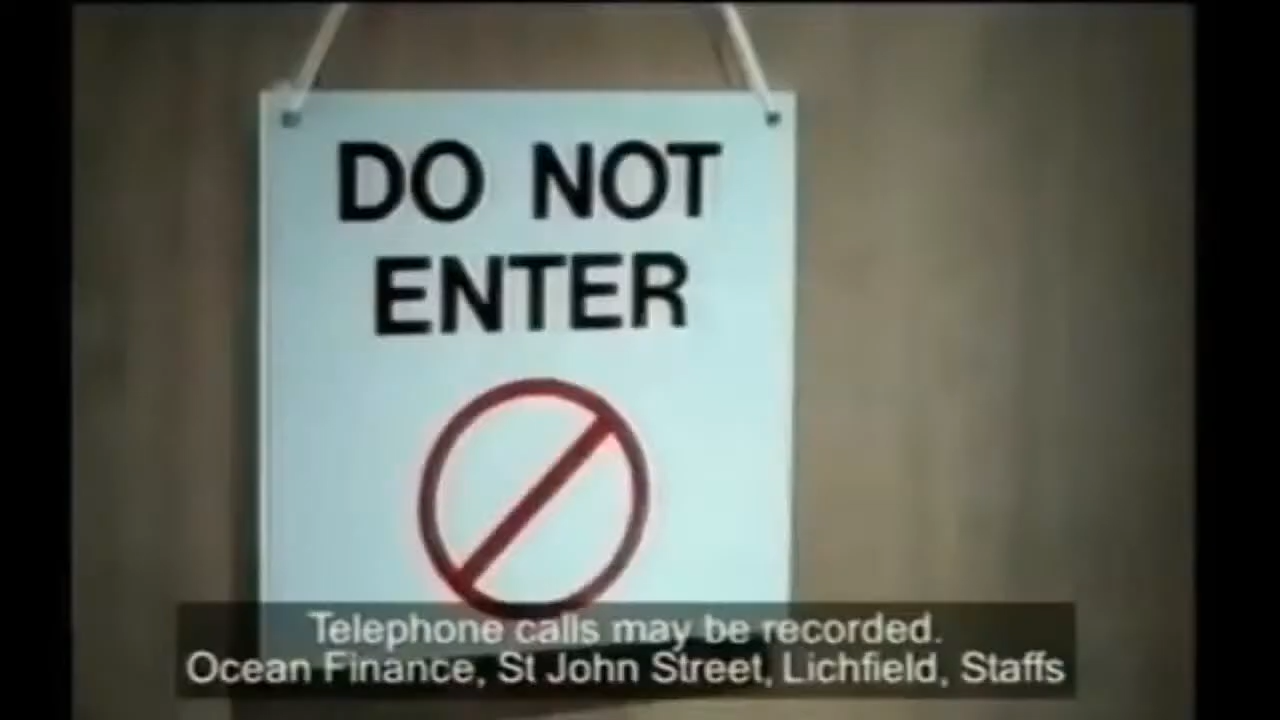 DO NOT
ENTER
Telephone calls may be recorded.
Ocean Finance, St John Street, Lichfield, Staffs